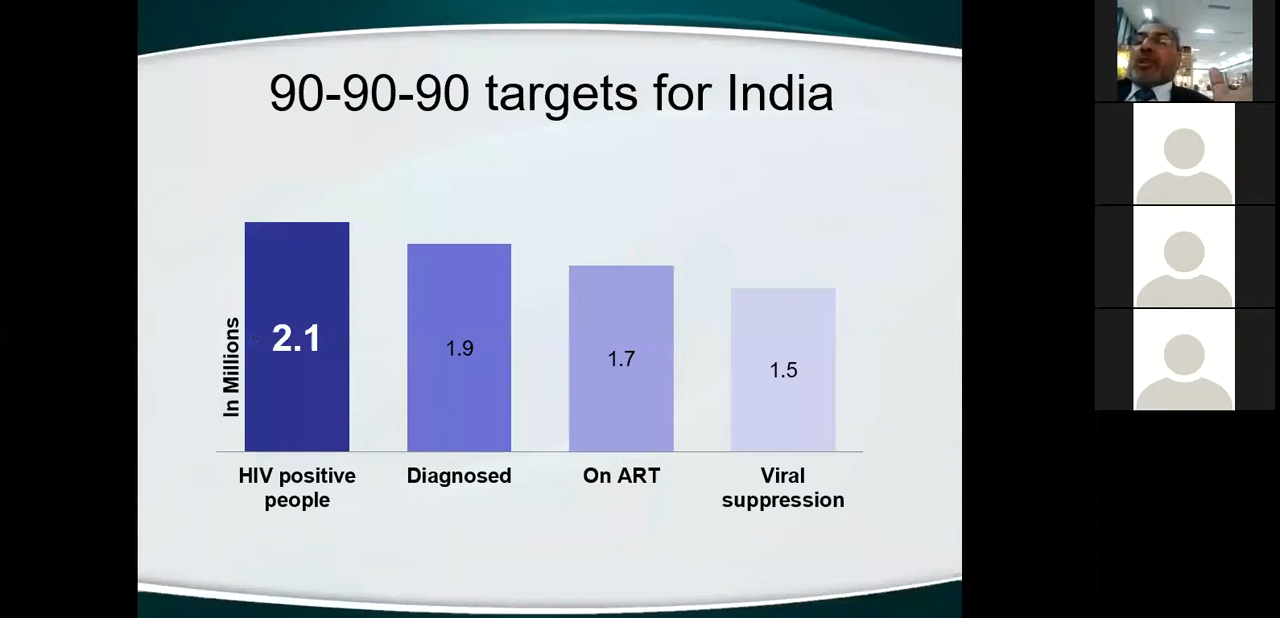 90-90-90 targets for India
In Millions
2.1
1.9
1.7
1.5
HIV positive
people
Diagnosed
On ART
Viral
suppression